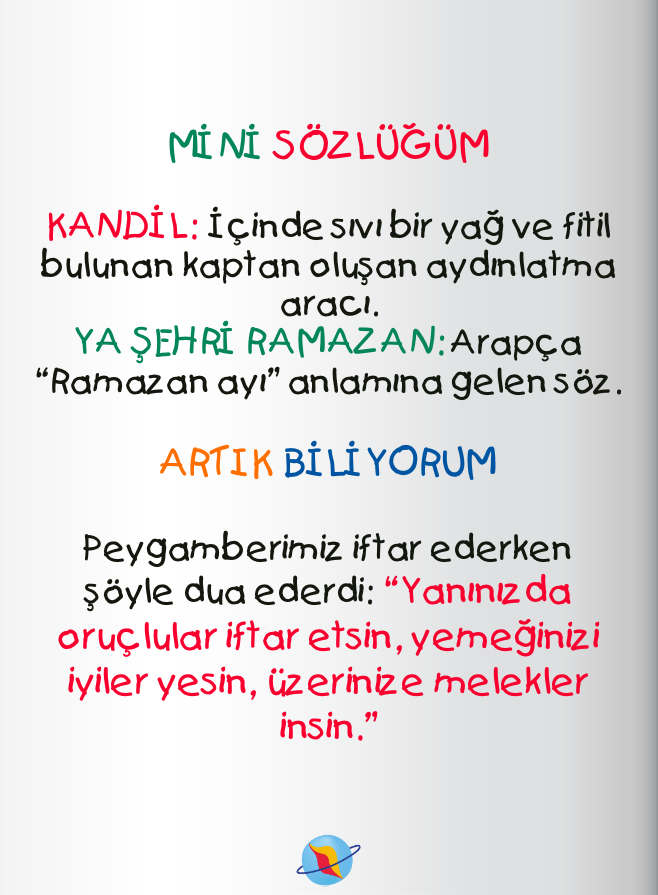 MİNİ SÖZLÜĞÜM
KANDİL: İçinde sıvı bir yağ ve fitil
bulunan kaptan oluşan aydınlatma
aracı.
YA ŞEHRİ RAMAZAN: Arapça
“Ramazan ayı” anlamına gelen söz.
ARTIK BİLİYORUM
Peygamberimiz iftar ederken
şöyle dua ederdi: “Yanınızda
oruçlular iftar etsin, yemeğinizi
iyiler yesin, üzerinize melekler
insin.”